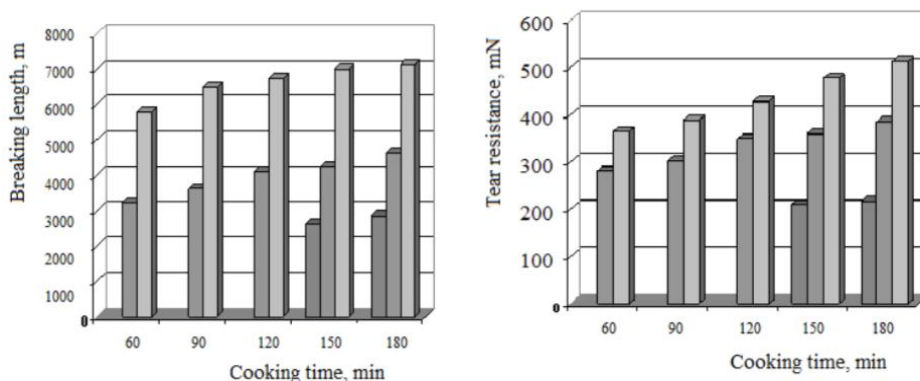 Breaking length, m
8000
7000
6000
5000
4000
3000
2000
1000
0
60 90 120 150 180
Cooking time, min
Tear resistance, mN
600
500
400
300
200
100
0
60 90 120 150 180
Cooking time, min